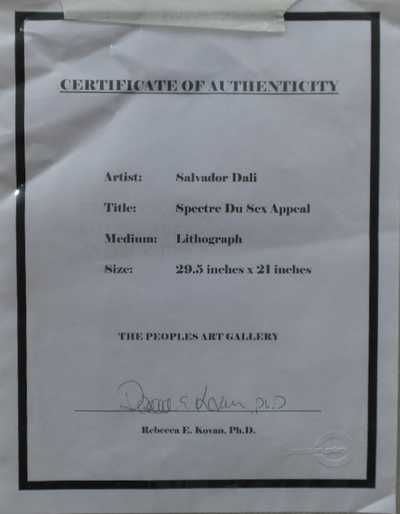 CERTIFICATE OF AUTHENTICITY
Artist: Salvador Dali
Title: Spectre Du Sex Appeal
Medium: Lithograph
Size: 29.5 inches x 21 inches
THE PEOPLES ART GALLERY
Rebecca E. Kovan, Ph.D.